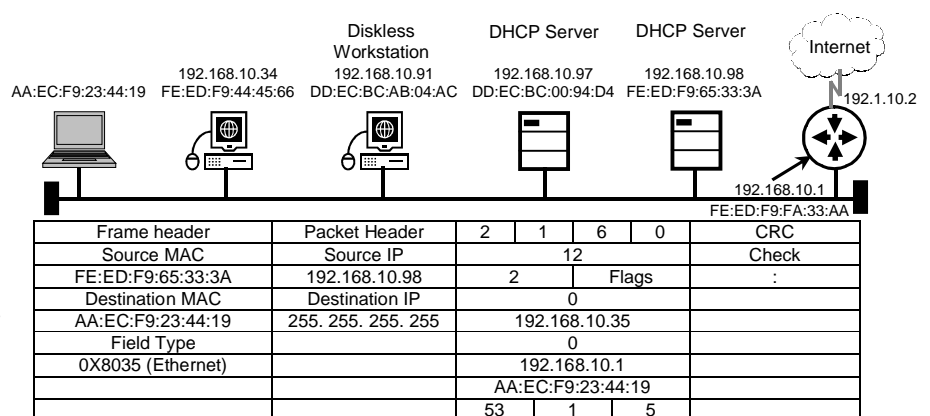 Diskless Workstation
DHCP Server
DHCP Server
Internet
AA:EC:F9:23:44:19
192.168.10.34
FE:ED:F9:44:45:66
192.168.10.91
DD:EC:BC:AB:04:AC
192.168.10.97
DD:EC:BC:00:94:D4
192.168.10.98
FE:ED:F9:65:33:3A
192.1.10.2
192.168.10.1
FE:ED:F9:FA:33:AA
Frame header Packet Header 2 1 6 0 CRC
Source MAC Source IP 12 Check
FE:ED:F9:65:33:3A 192.168.10.98 2 Flags :
Destination MAC Destination IP 0
AA:EC:F9:23:44:19 255. 255. 255. 255 192.168.10.35
Field Type 0
0X8035 (Ethernet) 192.168.10.1
AA:EC:F9:23:44:19
53 1 5